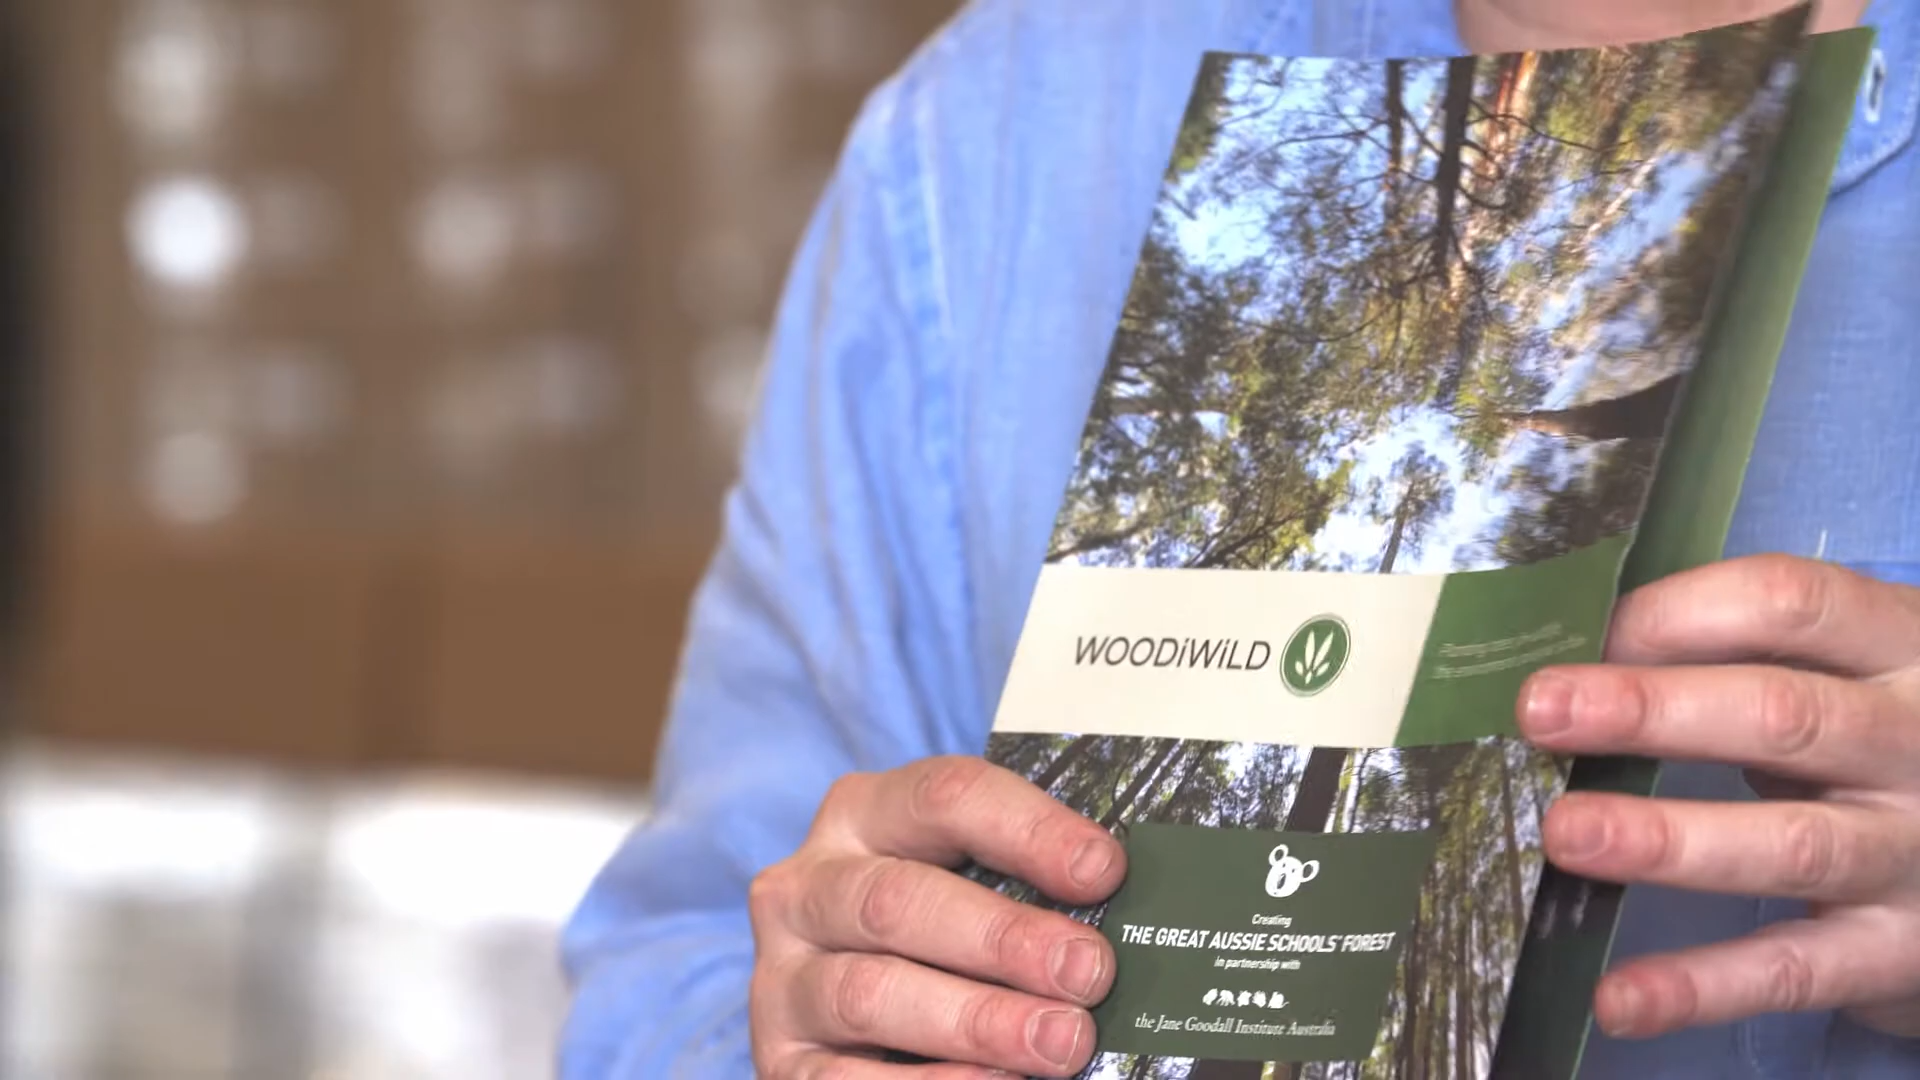 WOODiWiLD
Creating
THE GREAT AUSSIE SCHOOLS' FOREST
in partnership with
the Jane Goodall Institute Australia